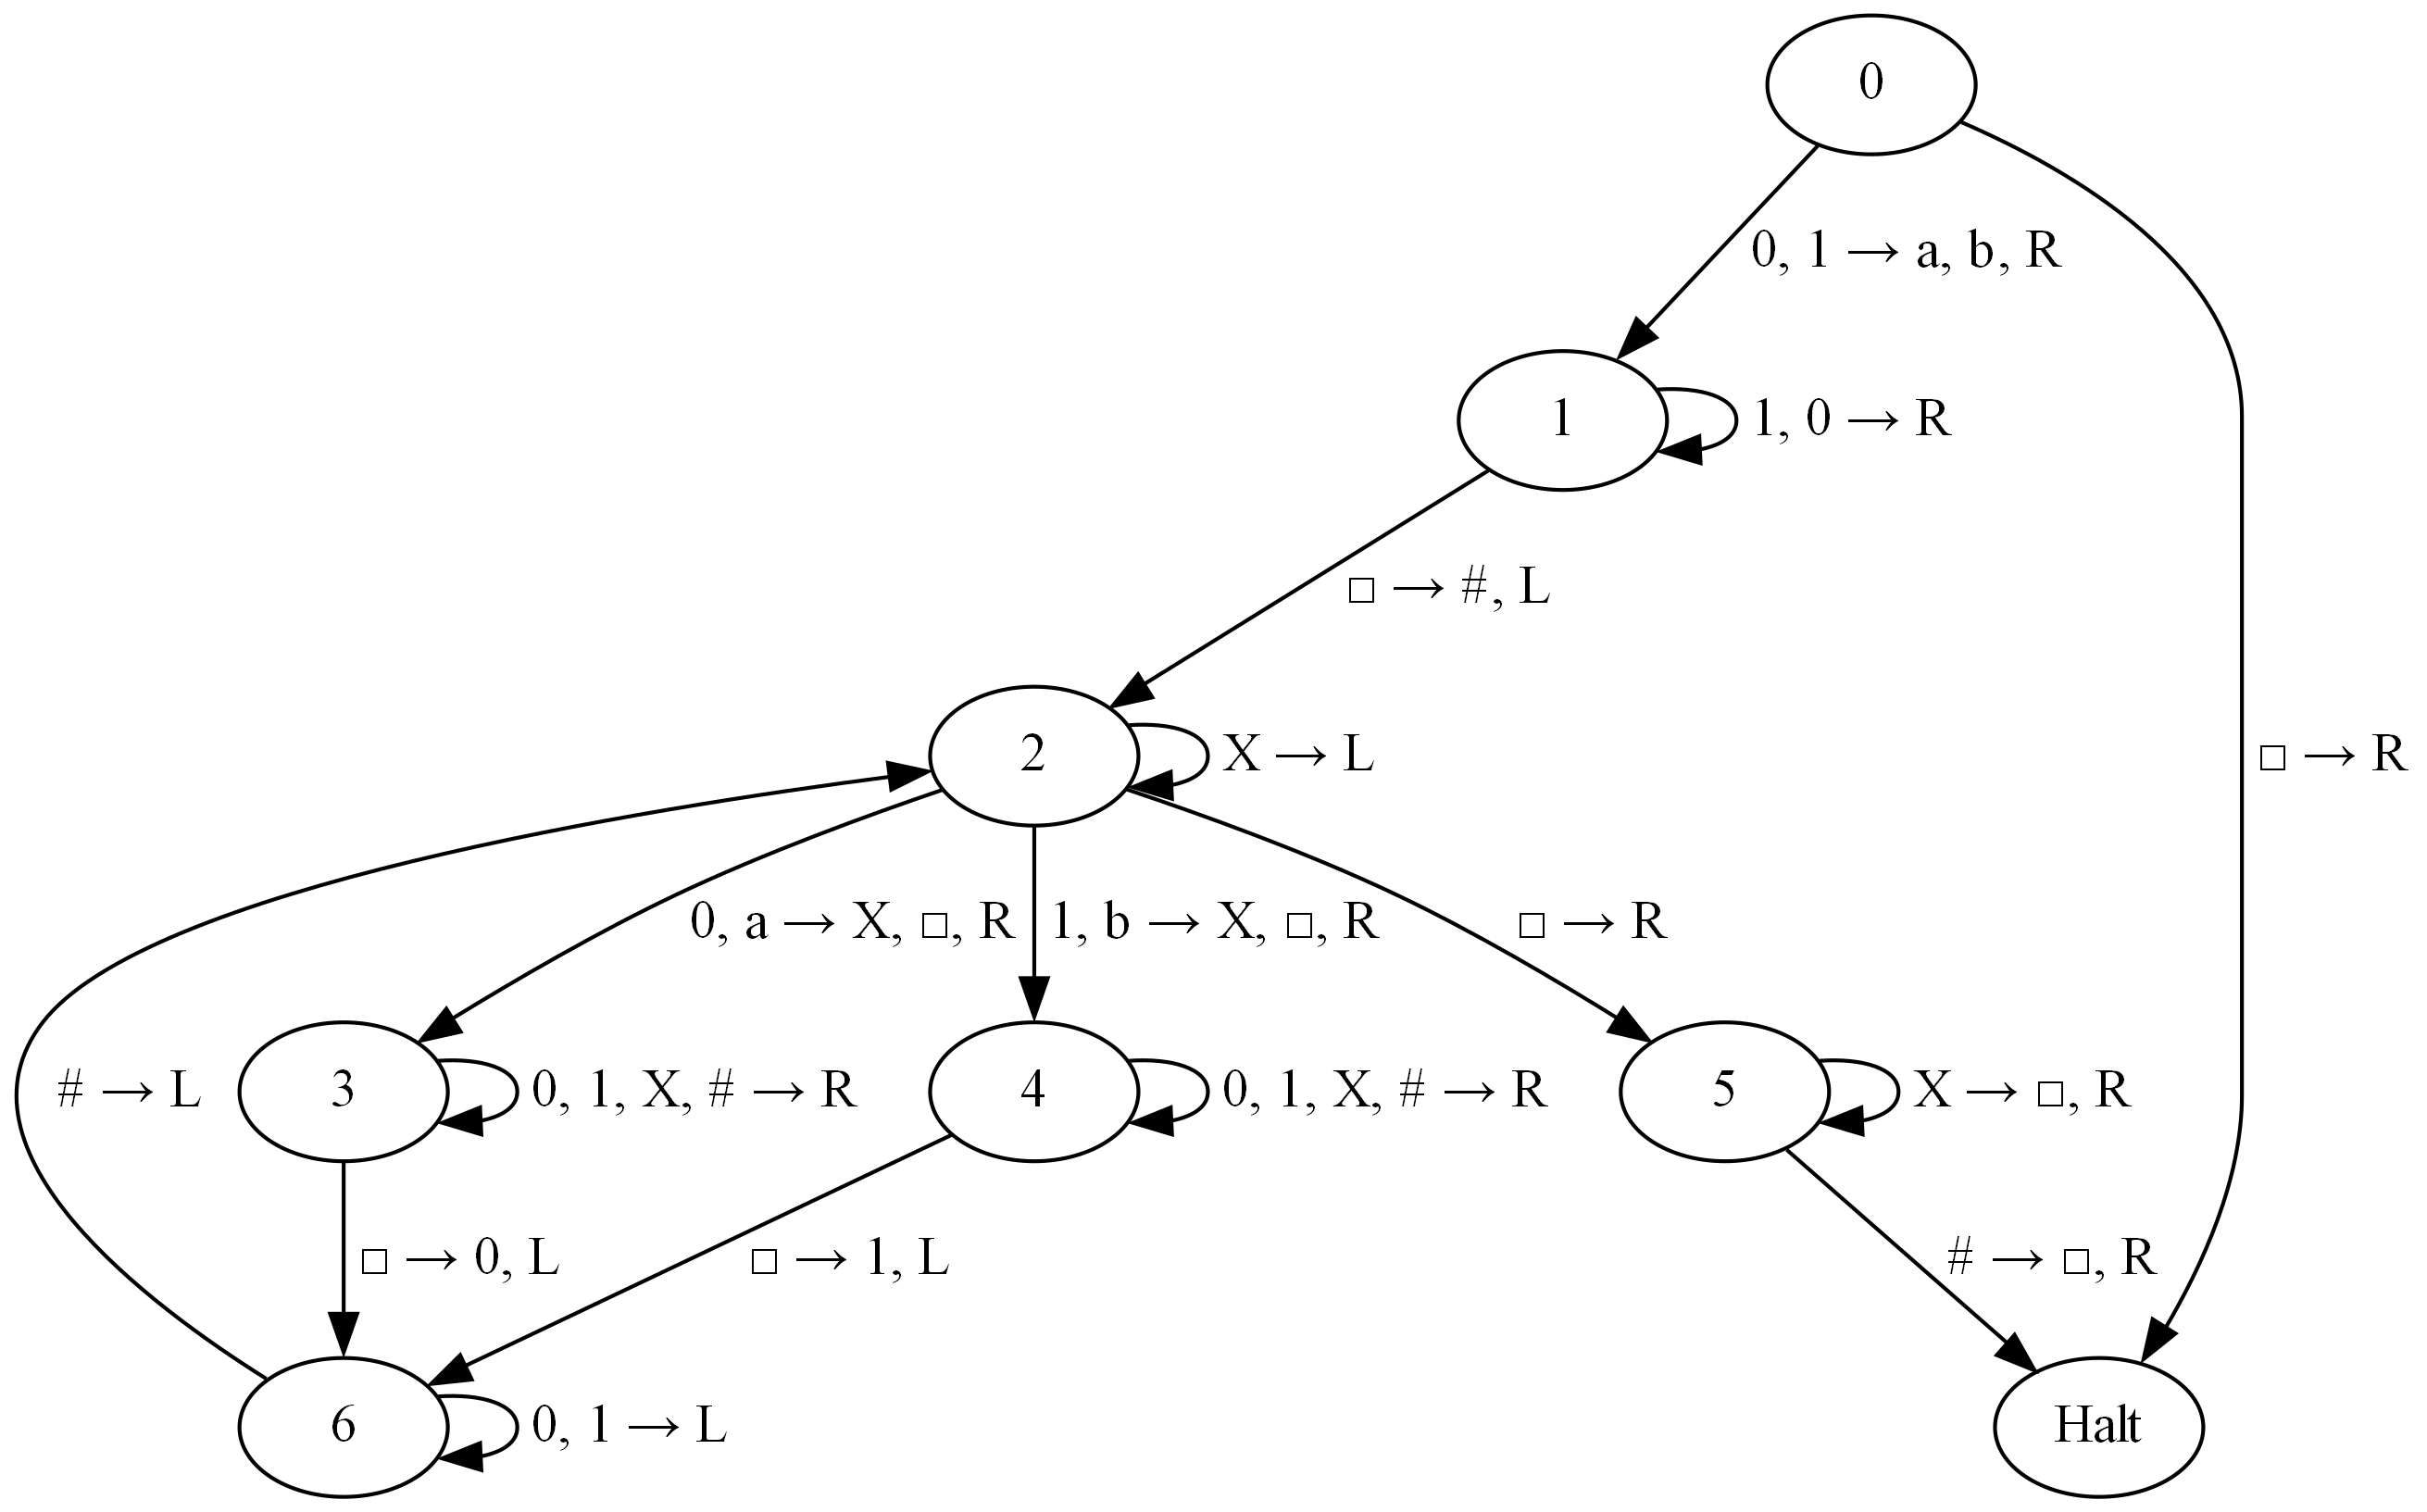 0
0, 1 → a, b, R
1
1, 0 → R
□ → #, L
2
X → L
□ → R
0, a → X, □, R
1, b → X, □, R
□ → R
# → L
3
0, 1, X, # → R
4
0, 1, X, # → R
5
X → □, R
□ → 0, L
□ → 1, L
# → □, R
6
0, 1 → L
Halt